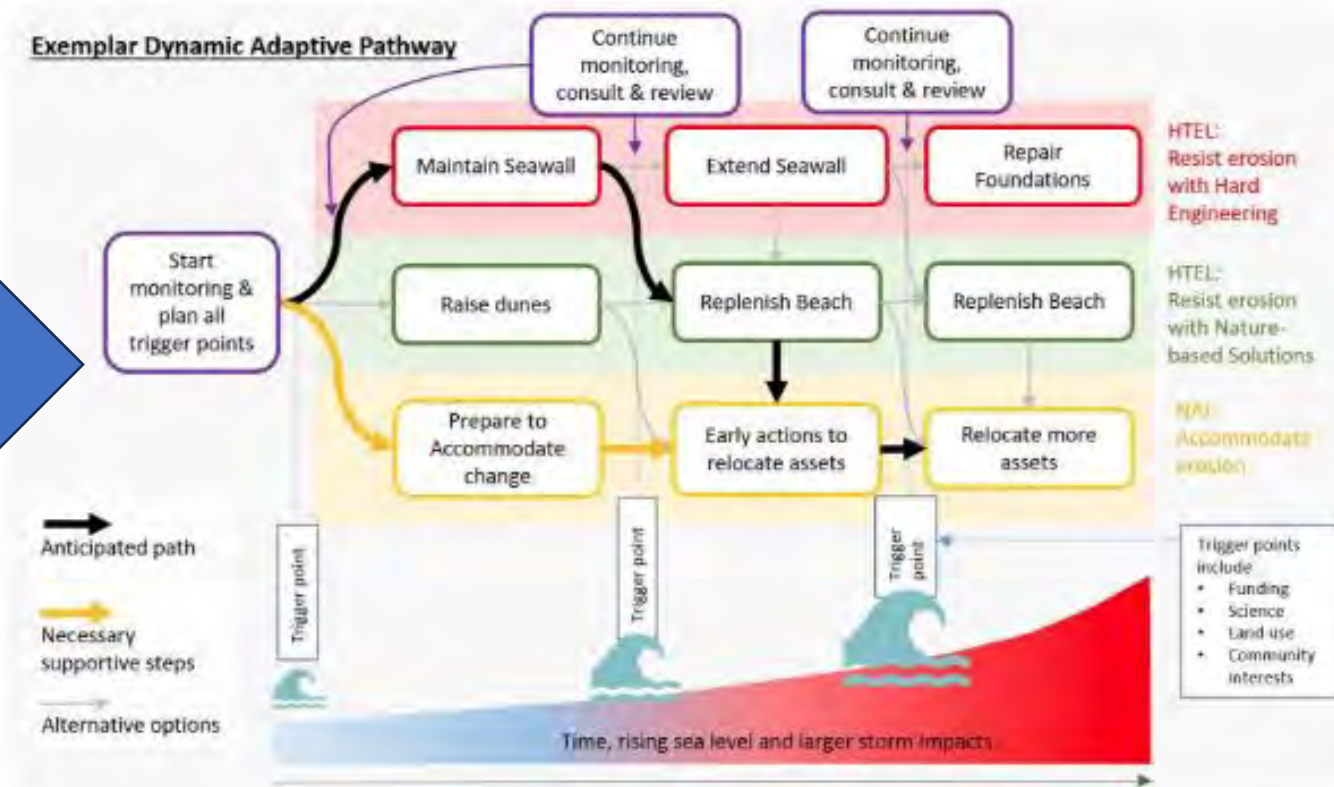 Exemplar Dynamic Adaptive Pathway
Continue
monitoring,
consult & review
Continue
monitoring,
consult & review
Maintain Seawall
Extend Seawall
Repair
Foundations
HTEL:
Resist erosion
with Hard
Engineering
Start
monitoring &
plan all
trigger points
Raise dunes
Replenish Beach
Replenish Beach
HTEL:
Resist erosion
with Nature-
based Solutions
Prepare to
Accommodate
change
Early actions to
relocate assets
Relocate more
assets
NAI:
Accommodate
erosion
Anticipated path
Necessary
supportive steps
Alternative options
Trigger point
Trigger point
Trigger
point
Trigger points
include
• Funding
• Science
• Land use
• Community
interests
Time, rising sea level and larger storm impacts